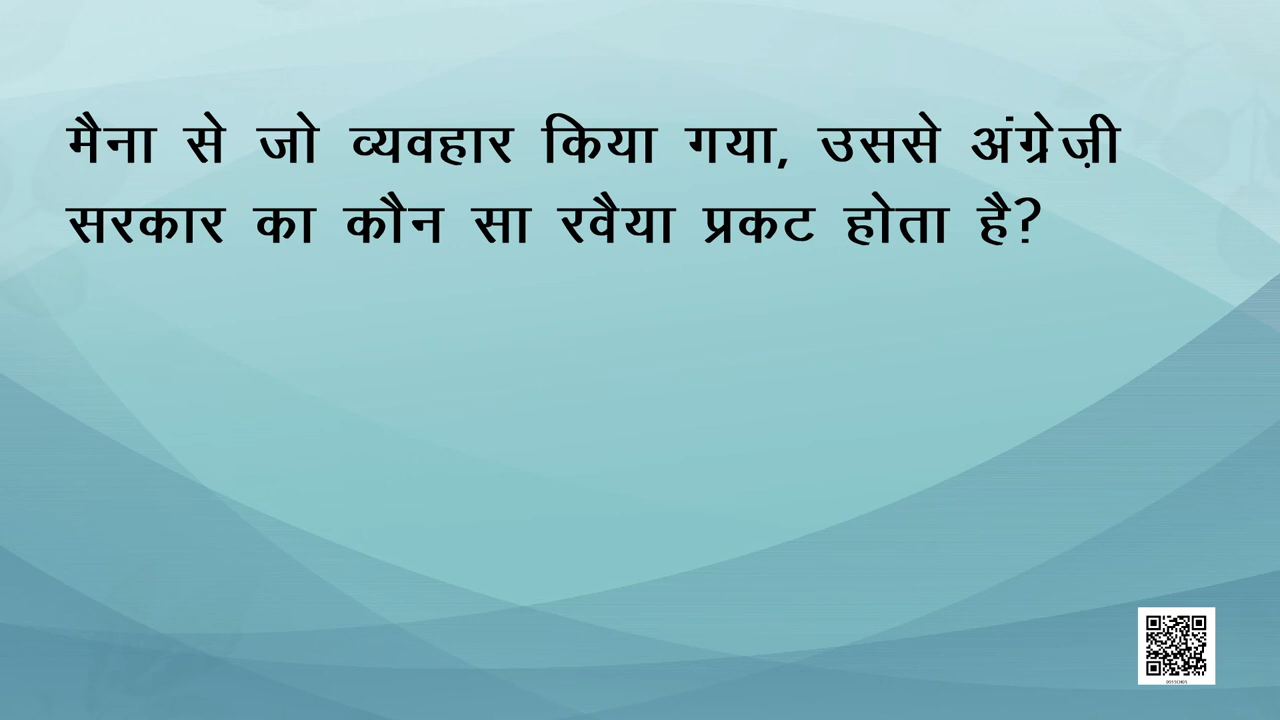 मैना से जो व्यवहार किया गया, उससे अंग्रेज़ी
सरकार का कौन सा रवैया प्रकट होता है?